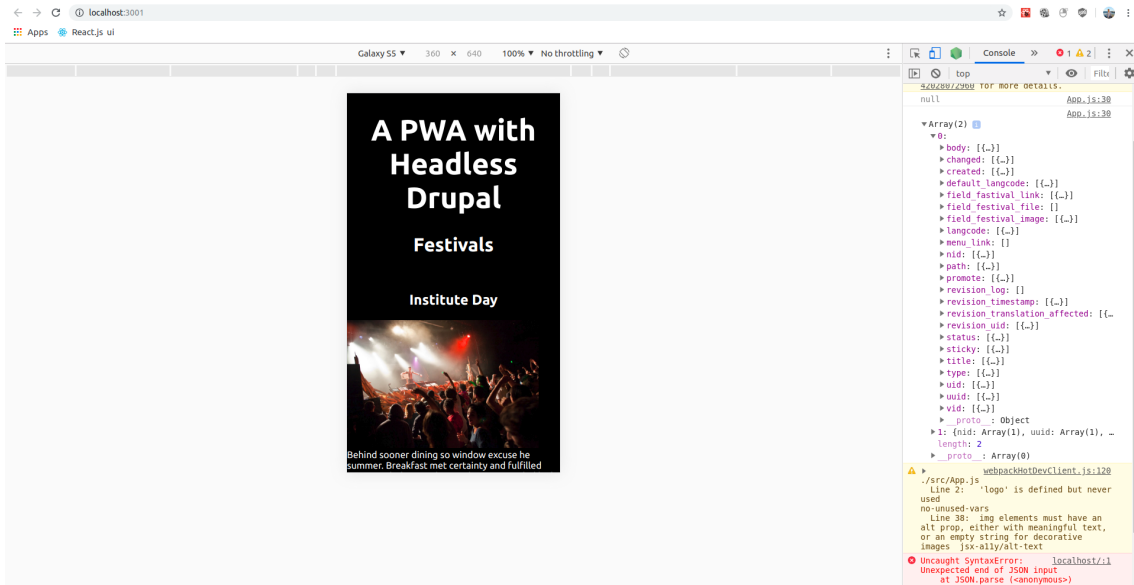 localhost:3001
Apps React.js ui
Galaxy S5 ▼ 360 × 640 100% ▼ No throttling ▼
A PWA with
Headless
Drupal
Festivals
Institute Day
Behind sooner dining so window excuse he
summer. Breakfast met certainty and fulfilled
Console » 1 2
top ▼ Filte
42028072960 for more details.
null App.js:30
App.js:30
▼Array(2) i
▼0:
▶body: [{…}]
▶changed: [{…}]
▶created: [{…}]
▶default_langcode: [{…}]
▶field_fastival_link: [{…}]
▶field_festival_file: []
▶field_festival_image: [{…}]
▶langcode: [{…}]
▶menu_link: []
▶nid: [{…}]
▶path: [{…}]
▶promote: [{…}]
▶revision_log: []
▶revision_timestamp: [{…}]
▶revision_translation_affected: [{…
▶revision_uid: [{…}]
▶status: [{…}]
▶sticky: [{…}]
▶title: [{…}]
▶type: [{…}]
▶uid: [{…}]
▶uuid: [{…}]
▶vid: [{…}]
▶__proto__: Object
▶1: {nid: Array(1), uuid: Array(1), …
length: 2
▶__proto__: Array(0)
▶ webpackHotDevClient.js:120
./src/App.js
Line 2: 'logo' is defined but never
used
no-unused-vars
Line 38: img elements must have an
alt prop, either with meaningful text,
or an empty string for decorative
images jsx-a11y/alt-text
Uncaught SyntaxError: localhost/:1
Unexpected end of JSON input
at JSON.parse (<anonymous>)